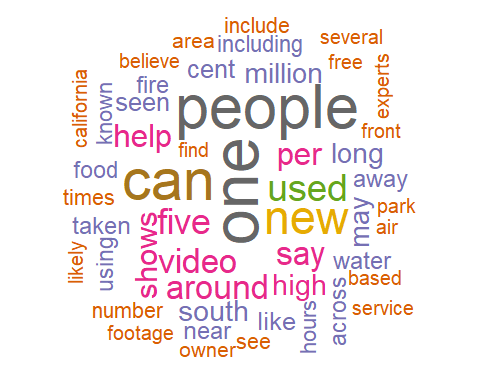 include
several
area
including
believe
free
cent
million
experts
california
fire
known
seen
people
front
help
find
per
long
one
food
can
used
away
times
park
new
may
taken
five
air
shows
say
likely
using
video
water
based
around
high
number
south
like
hours
across
service
footage
near
owner
see